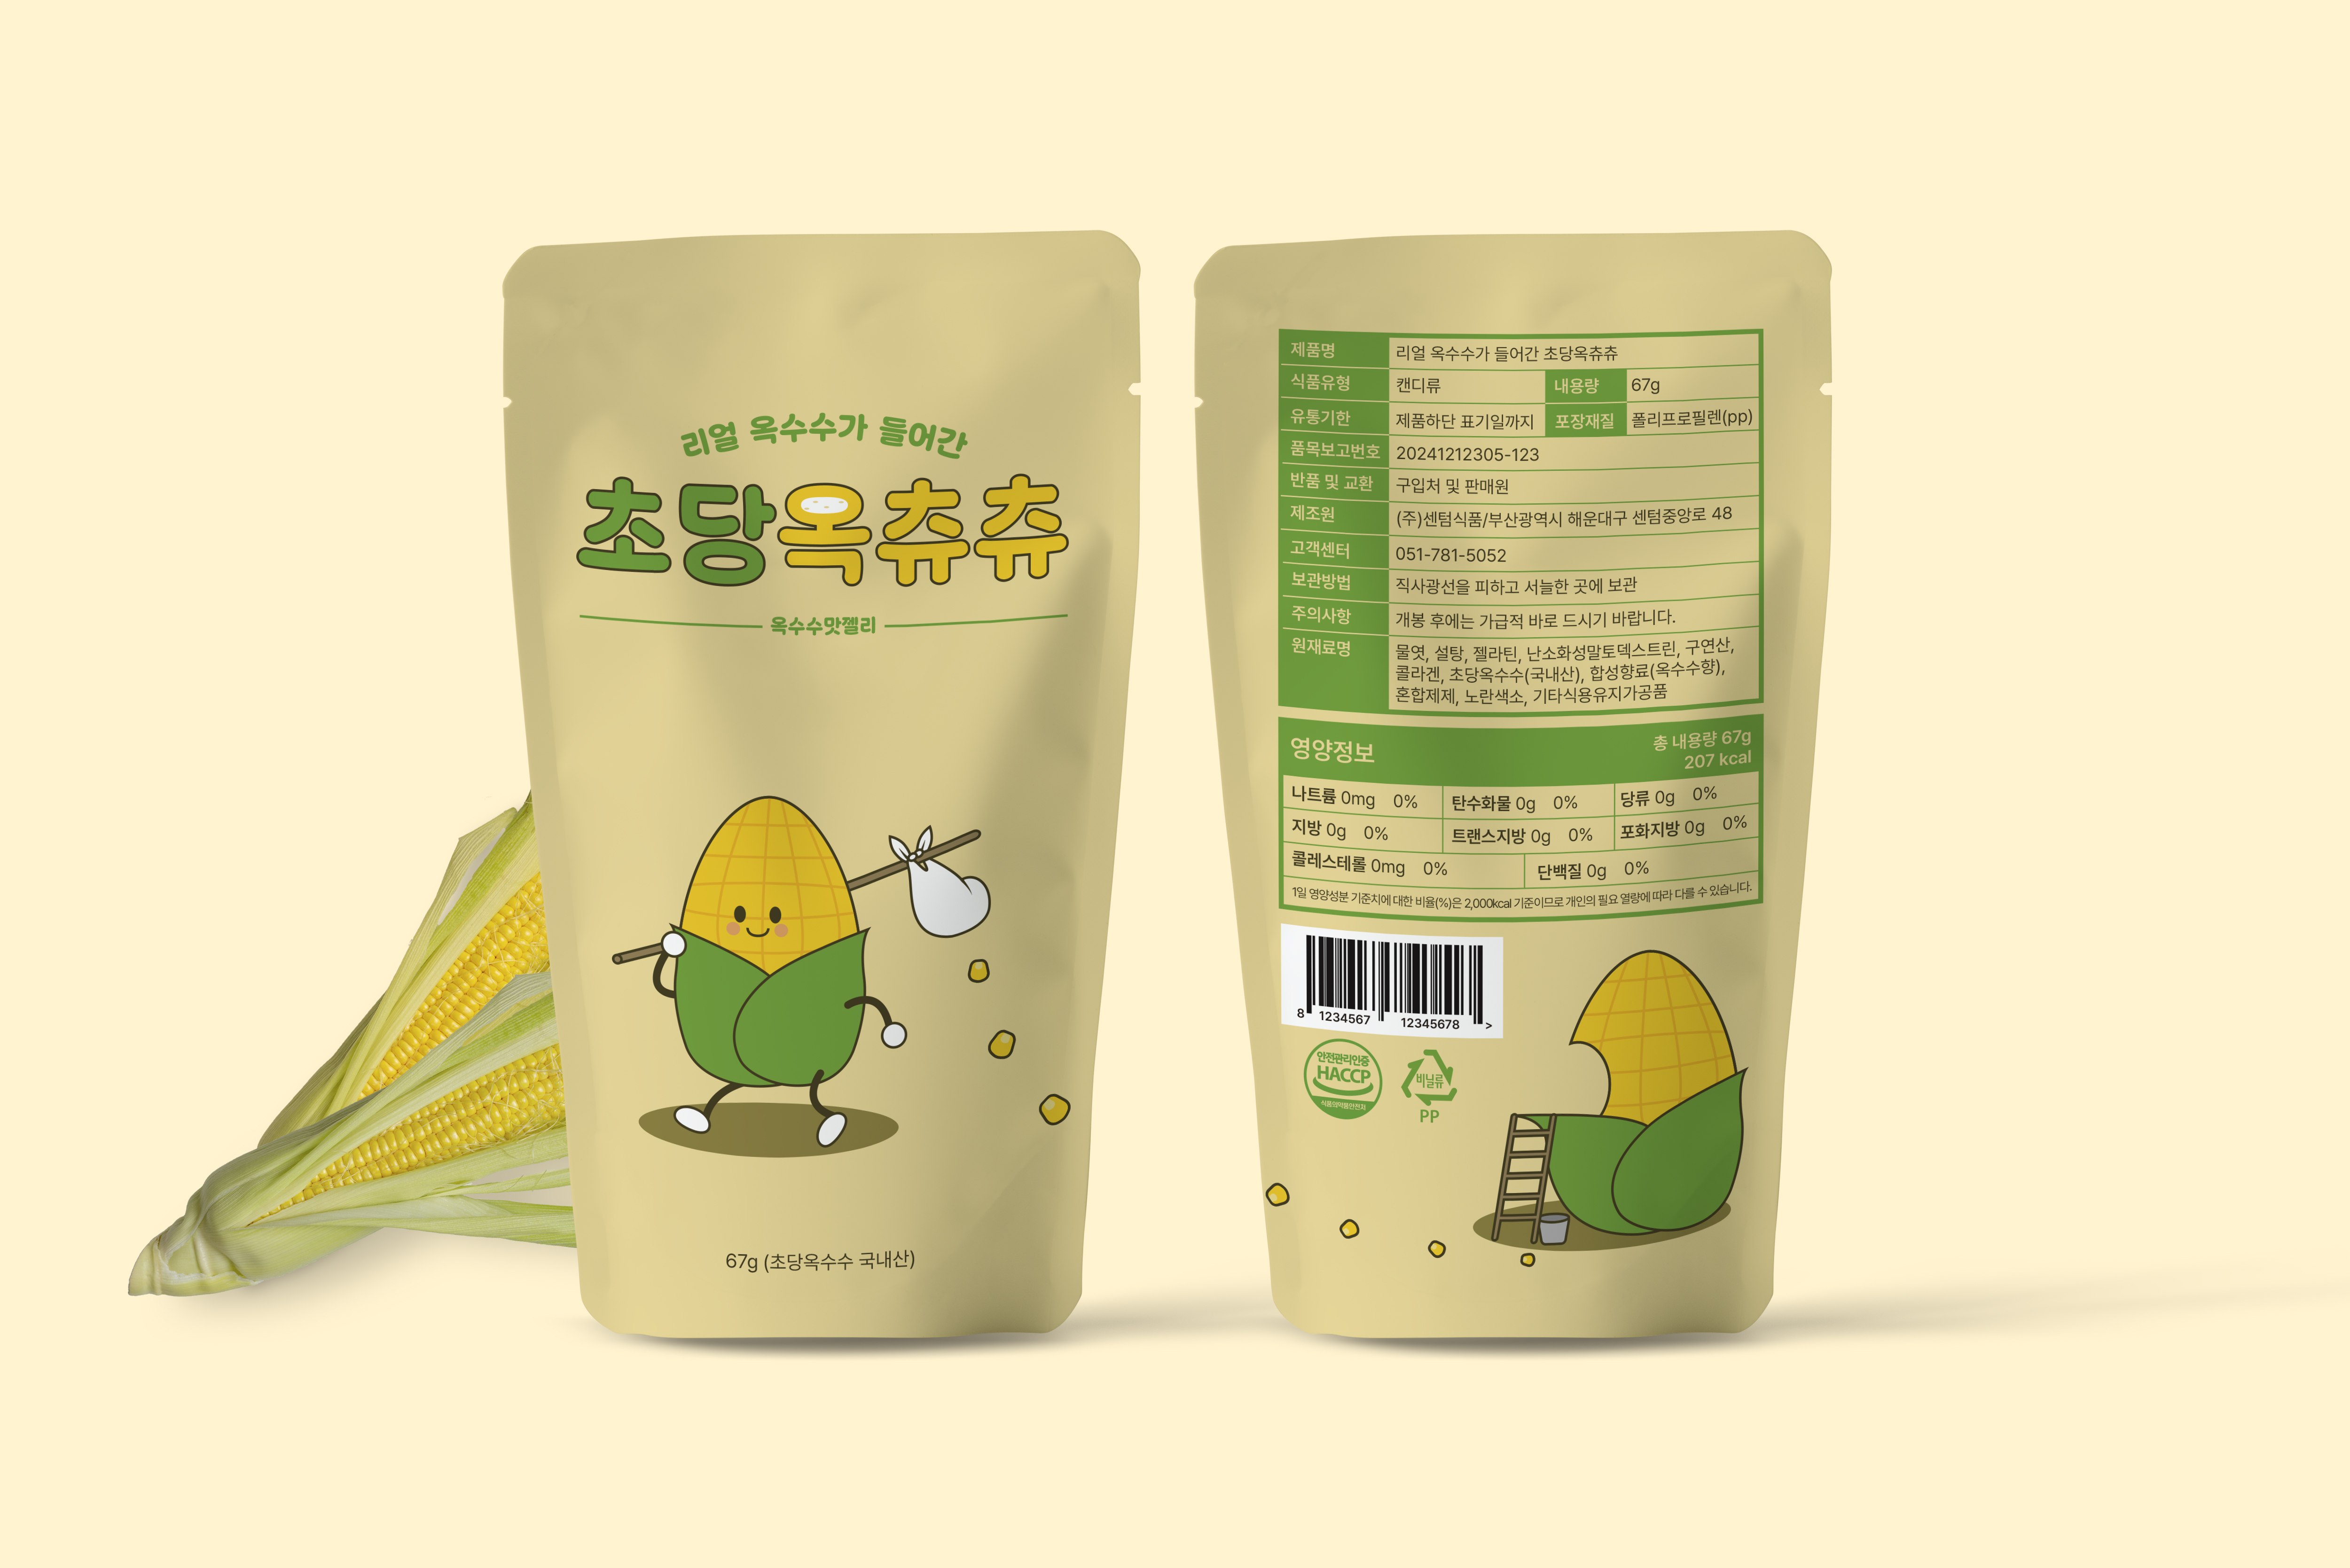 리얼 옥수수가 들어간
초당옥츄츄
옥수수맛젤리
67g (초당옥수수 국내산)
제품명 리얼 옥수수가 들어간 초당옥츄츄
식품유형 캔디류 내용량 67g
유통기한 제품하단 표기일까지 포장재질 폴리프로필렌(pp)
품목보고번호 20241212305-123
반품 및 교환 구입처 및 판매원
제조원 (주)센텀식품/부산광역시 해운대구 센텀중앙로 48
고객센터 051-781-5052
보관방법 직사광선을 피하고 서늘한 곳에 보관
주의사항 개봉 후에는 가급적 바로 드시기 바랍니다.
원재료명 물엿, 설탕, 젤라틴, 난소화성말토덱스트린, 구연산,
콜라겐, 초당옥수수(국내산), 합성향료(옥수수향),
혼합제제, 노란색소, 기타식용유지가공품
영양정보 총 내용량 67g
207 kcal
나트륨 0mg 0% 탄수화물 0g 0% 당류 0g 0%
지방 0g 0% 트랜스지방 0g 0% 포화지방 0g 0%
콜레스테롤 0mg 0% 단백질 0g 0%
1일 영양성분 기준치에 대한 비율(%)은 2,000kcal 기준이므로 개인의 필요 열량에 따라 다를 수 있습니다.
8 1234567 12345678 >
안전관리인증
HACCP
식품의약품안전처
비닐류
PP